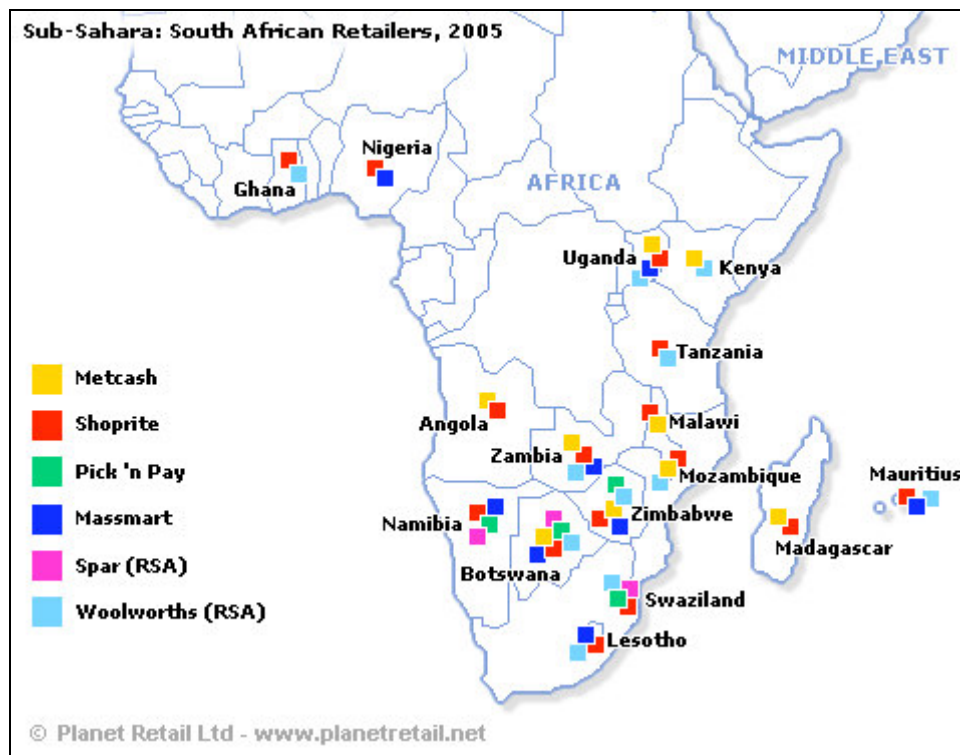 Sub-Sahara: South African Retailers, 2005
MIDDLE EAST
Nigeria
Ghana
AFRICA
Uganda
Kenya
Tanzania
Metcash
Shoprite
Pick 'n Pay
Massmart
Spar (RSA)
Woolworths (RSA)
Angola
Malawi
Zambia
Mozambique
Mauritius
Namibia
Zimbabwe
Madagascar
Botswana
Swaziland
Lesotho
© Planet Retail Ltd - www.planetretail.net